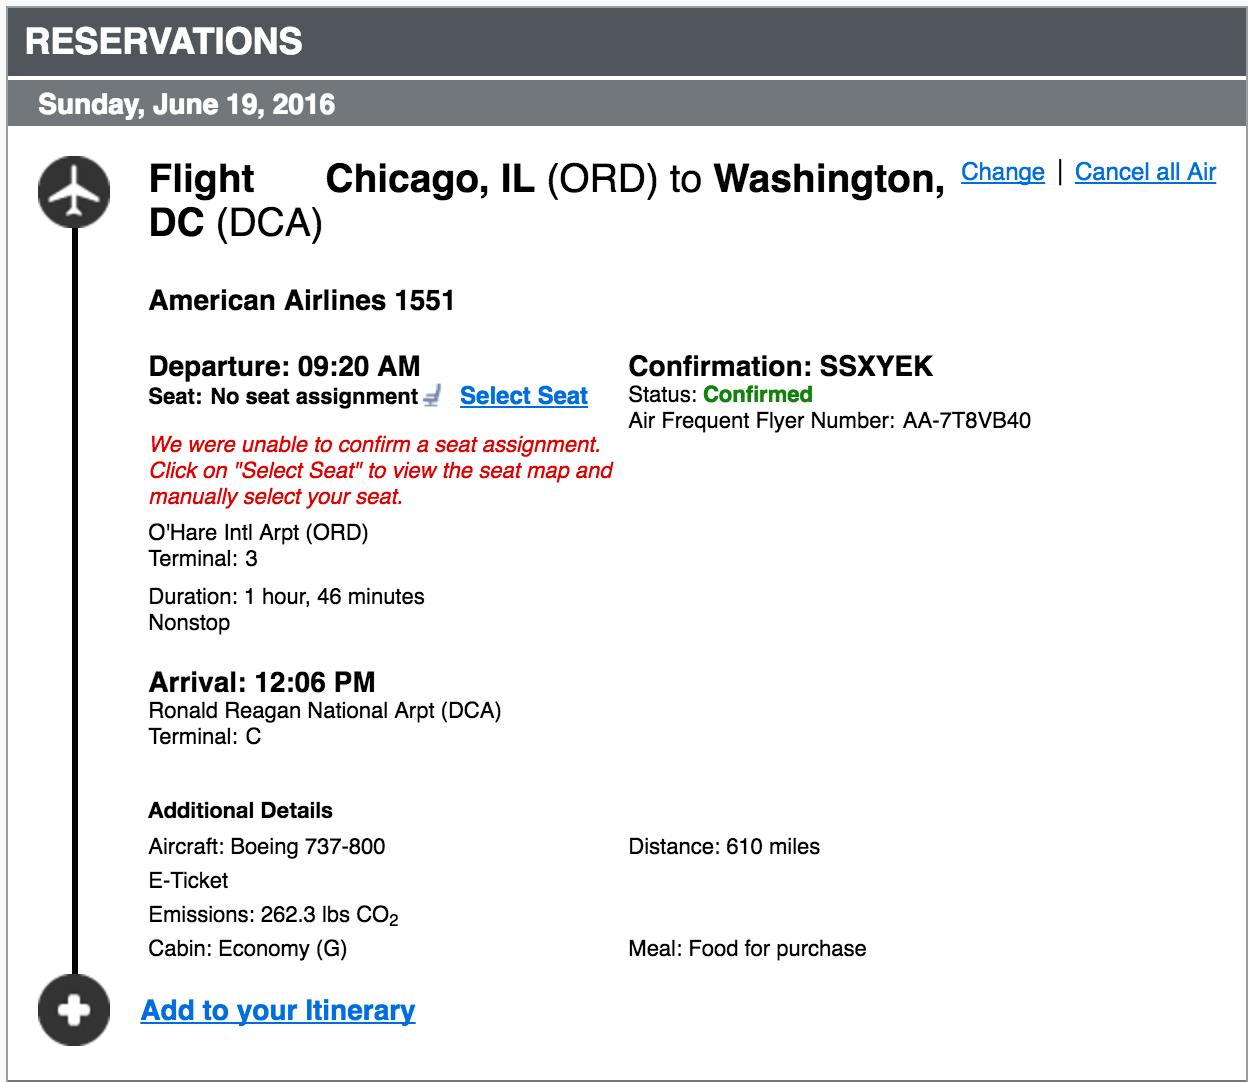 RESERVATIONS
Sunday, June 19, 2016
Flight Chicago, IL (ORD) to Washington, DC (DCA)
Change | Cancel all Air
American Airlines 1551
Departure: 09:20 AM
Seat: No seat assignment Select Seat
Confirmation: SSXYEK
Status: Confirmed
Air Frequent Flyer Number: AA-7T8VB40
We were unable to confirm a seat assignment.
Click on "Select Seat" to view the seat map and
manually select your seat.
O'Hare Intl Arpt (ORD)
Terminal: 3
Duration: 1 hour, 46 minutes
Nonstop
Arrival: 12:06 PM
Ronald Reagan National Arpt (DCA)
Terminal: C
Additional Details
Aircraft: Boeing 737-800 Distance: 610 miles
E-Ticket
Emissions: 262.3 lbs CO₂
Cabin: Economy (G) Meal: Food for purchase
Add to your Itinerary